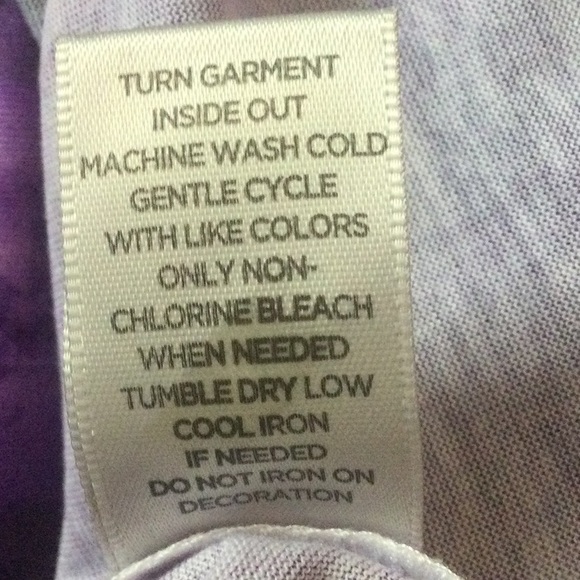 TURN GARMENT
INSIDE OUT
MACHINE WASH COLD
GENTLE CYCLE
WITH LIKE COLORS
ONLY NON-
CHLORINE BLEACH
WHEN NEEDED
TUMBLE DRY LOW
COOL IRON
IF NEEDED
DO NOT IRON ON
DECORATION